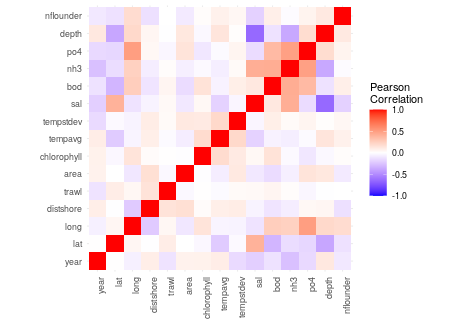 nflounder
depth
po4
nh3
bod
sal
tempstdev
tempavg
chlorophyll
area
trawl
distshore
long
lat
year
year
lat
long
distshore
trawl
area
chlorophyll
tempavg
tempstdev
sal
bod
nh3
po4
depth
nflounder
Pearson
Correlation
1.0
0.5
0.0
-0.5
-1.0